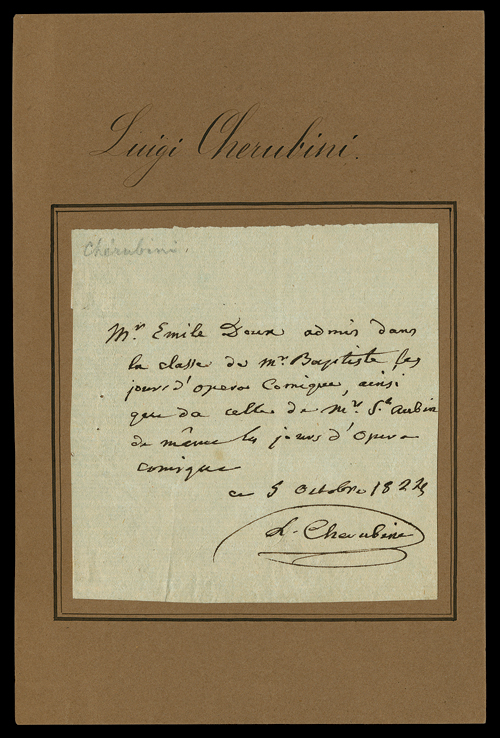 Luigi Cherubini.
Cherubini.
Mr. Emile Doux admis dans
la classe de Mr. Baptiste les
jours d'opera Comique, ainsi
que de celle de Mr. St. Aubin
de même les jours d'Opera
comique
ce 5 Octobre 1822
L. Cherubini